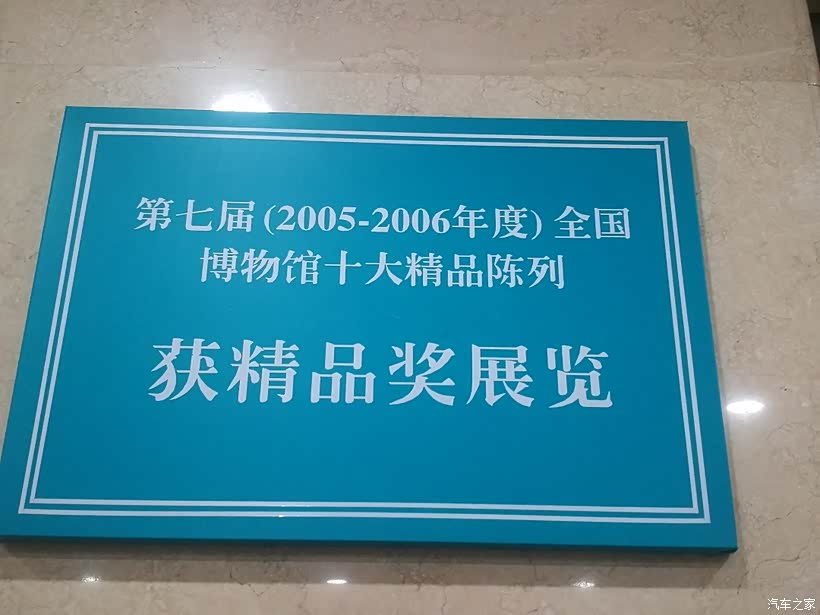 第七届(2005-2006年度)全国
博物馆十大精品陈列
获精品奖展览
汽车之家